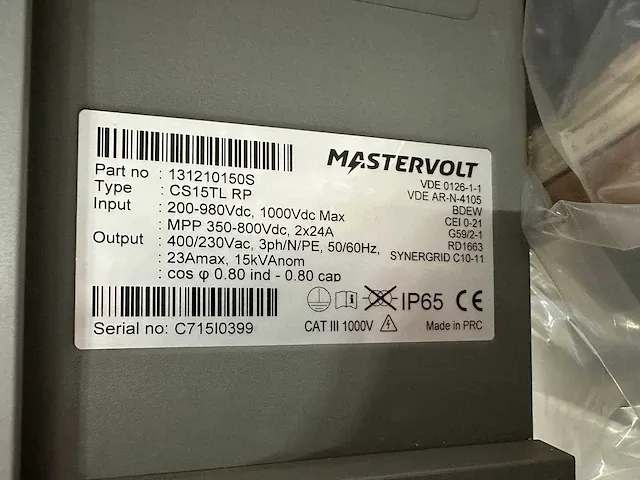 MASTERVOLT
Part no : 131210150S
Type : CS15TL RP
Input : 200-980Vdc, 1000Vdc Max
: MPP 350-800Vdc, 2x24A
Output : 400/230Vac, 3ph/N/PE, 50/60Hz,
: 23Amax, 15kVAnom
: cos φ 0.80 ind - 0.80 cap
VDE 0126-1-1
VDE AR-N-4105
BDEW
CEI 0-21
G59/2-1
RD1663
SYNERGRID C10-11
IP65 CE
Serial no: C715I0399
CAT III 1000V
Made in PRC